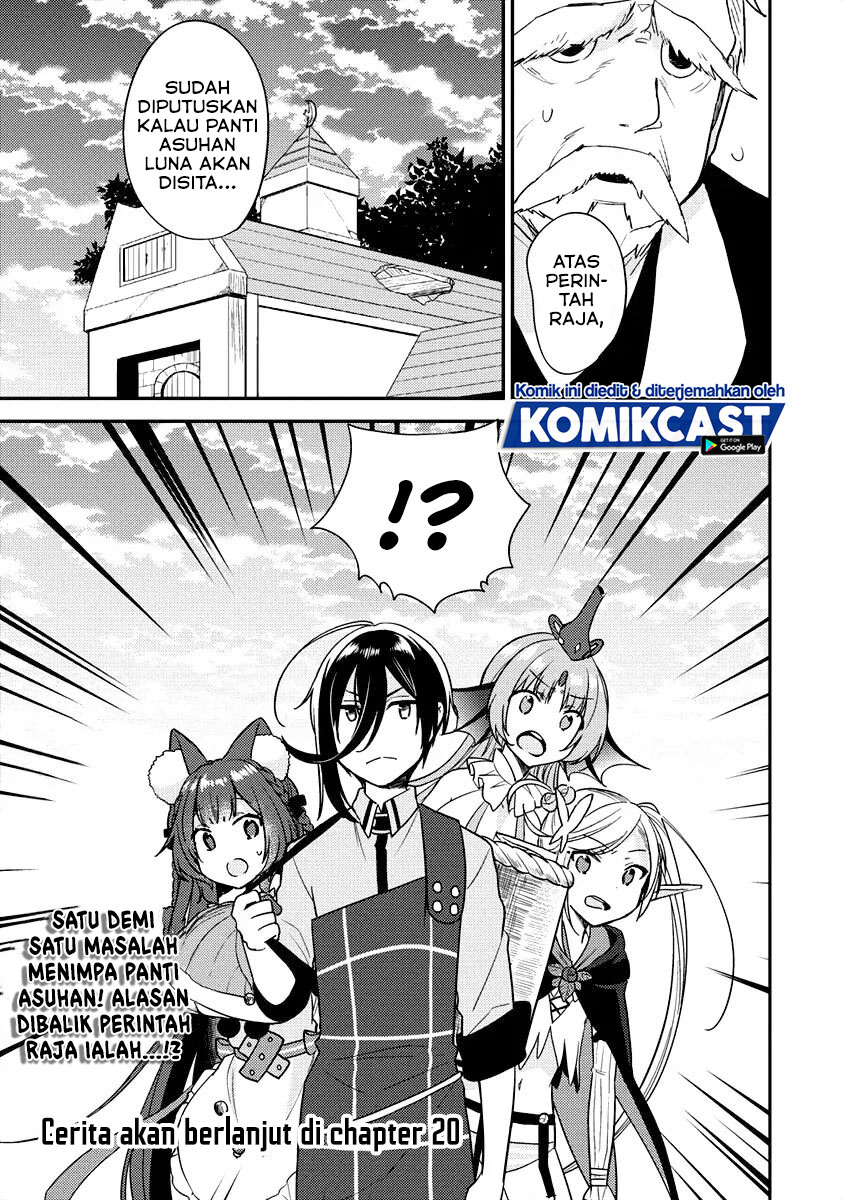 ATAS
PERIN-
TAH
RAJA,
SUDAH
DIPUTUSKAN
KALAU PANTI
ASUHAN
LUNA AKAN
DISITA...
Komik ini diedit & diterjemahkan oleh
KOMIKCAST
GET IT ON
Google Play
!?
SATU DEMI
SATU MASALAH
MENIMPA PANTI
ASUHAN! ALASAN
DIBALIK PERINTAH
RAJA IALAH...!?
Cerita akan berlanjut di chapter 20